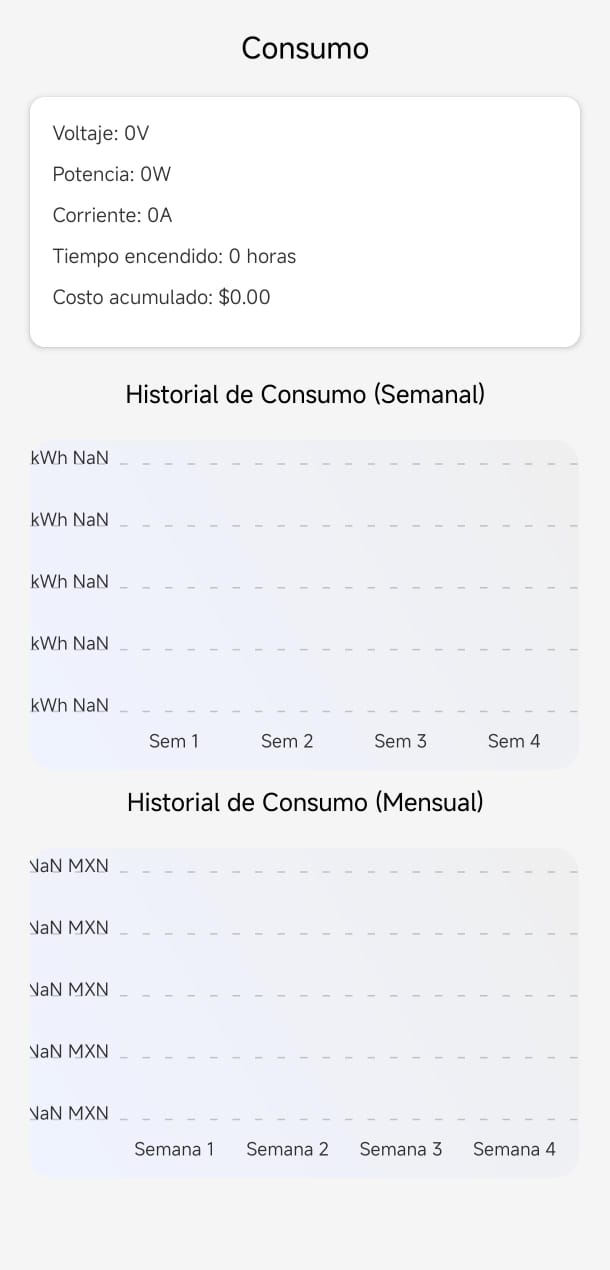 Consumo
Voltaje: 0V
Potencia: 0W
Corriente: 0A
Tiempo encendido: 0 horas
Costo acumulado: $0.00
Historial de Consumo (Semanal)
kWh NaN
kWh NaN
kWh NaN
kWh NaN
kWh NaN
Sem 1 Sem 2 Sem 3 Sem 4
Historial de Consumo (Mensual)
NaN MXN
NaN MXN
NaN MXN
NaN MXN
NaN MXN
Semana 1 Semana 2 Semana 3 Semana 4